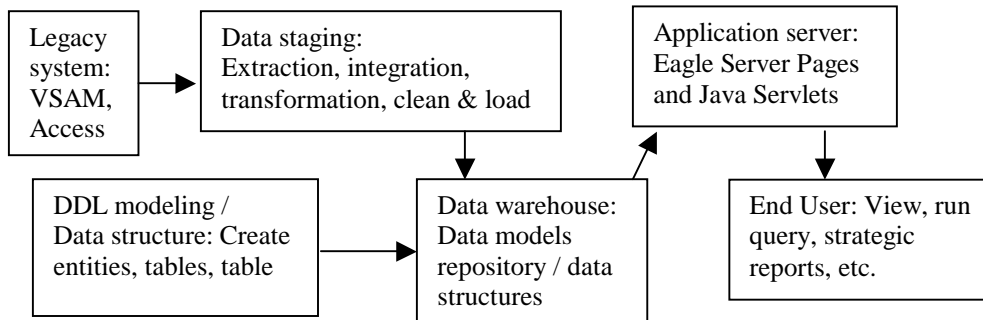 Legacy
system:
VSAM,
Access
Data staging:
Extraction, integration,
transformation, clean & load
Application server:
Eagle Server Pages
and Java Servlets
DDL modeling /
Data structure: Create
entities, tables, table
Data warehouse:
Data models
repository / data
structures
End User: View, run
query, strategic
reports, etc.